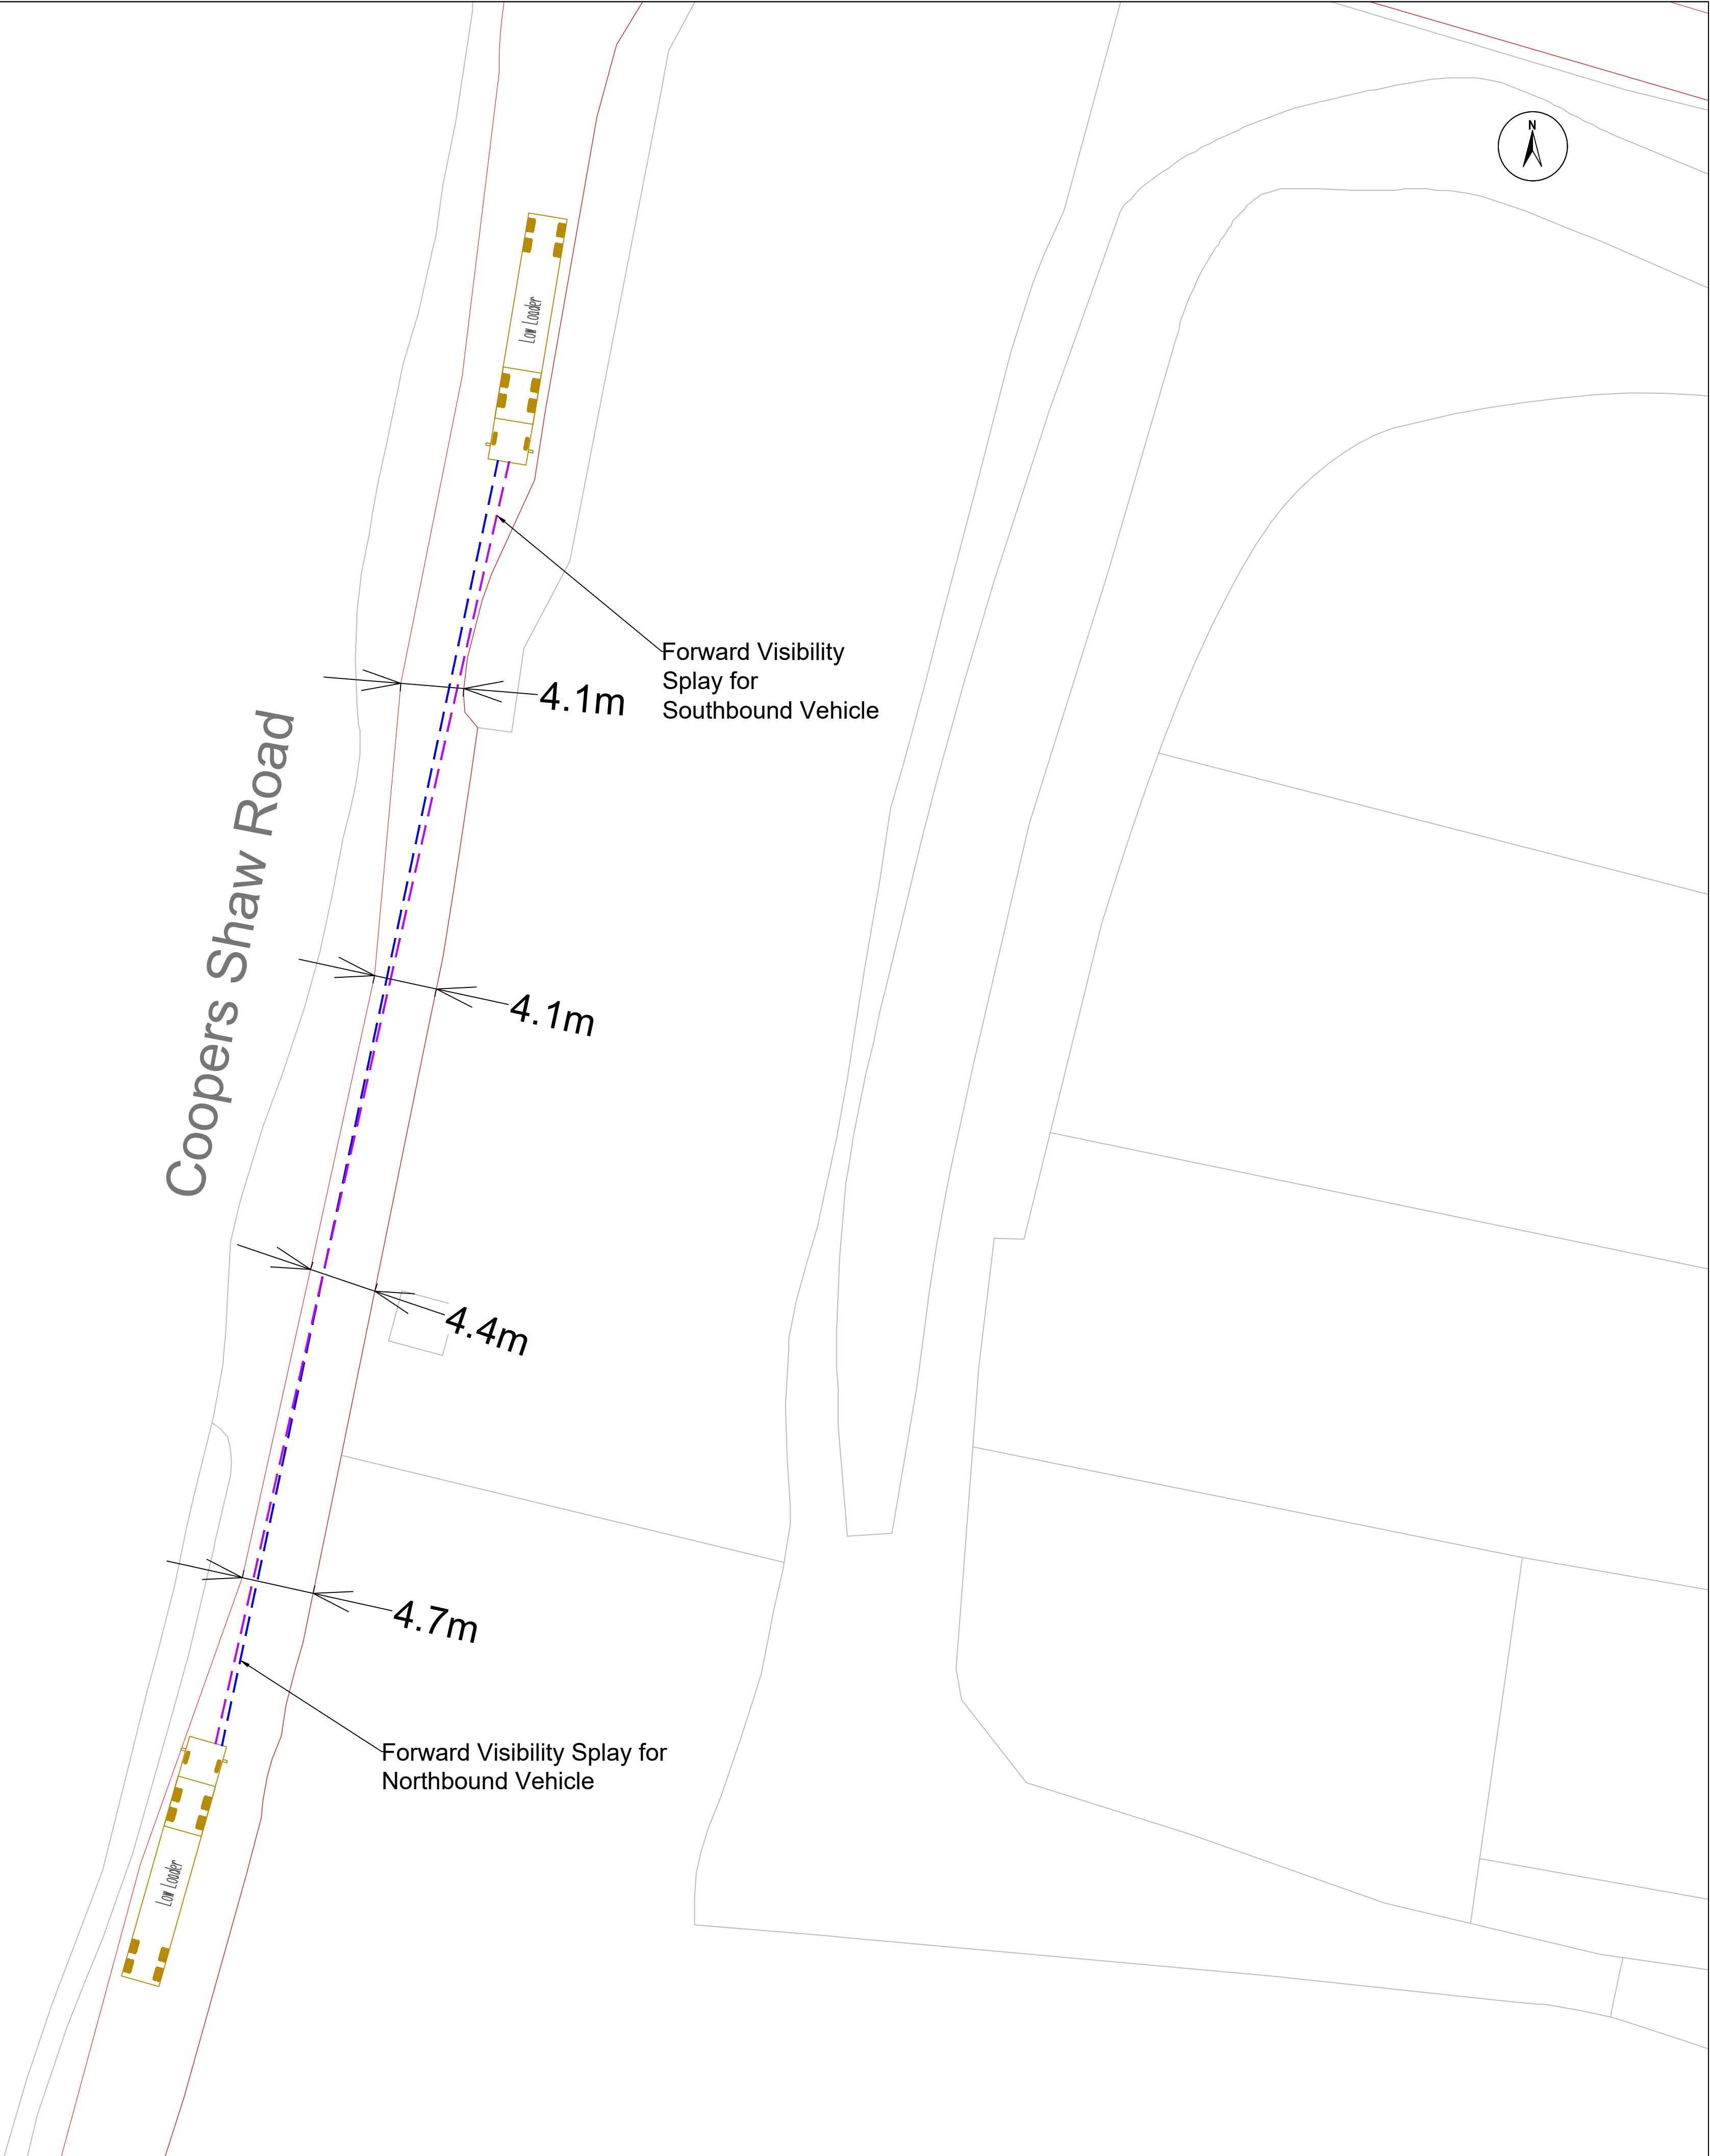 N
Low Loader
Forward Visibility
Splay for
Southbound Vehicle
4.1m
Coopers Shaw Road
4.1m
4.4m
4.7m
Forward Visibility Splay for
Northbound Vehicle
Low Loader